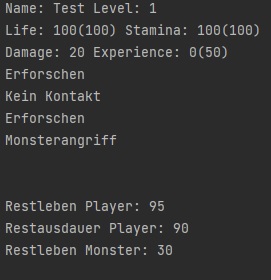 Name: Test Level: 1
Life: 100(100) Stamina: 100(100)
Damage: 20 Experience: 0(50)
Erforschen
Kein Kontakt
Erforschen
Monsterangriff
Restleben Player: 95
Restausdauer Player: 90
Restleben Monster: 30